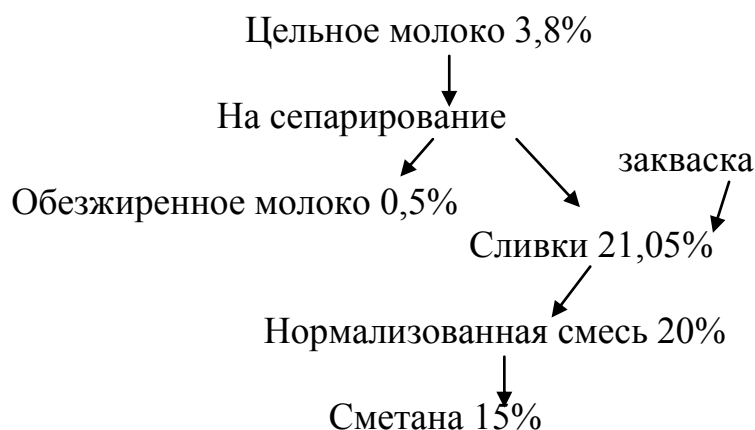 Цельное молоко 3,8%
На сепарирование
закваска
Обезжиренное молоко 0,5%
Сливки 21,05%
Нормализованная смесь 20%
Сметана 15%